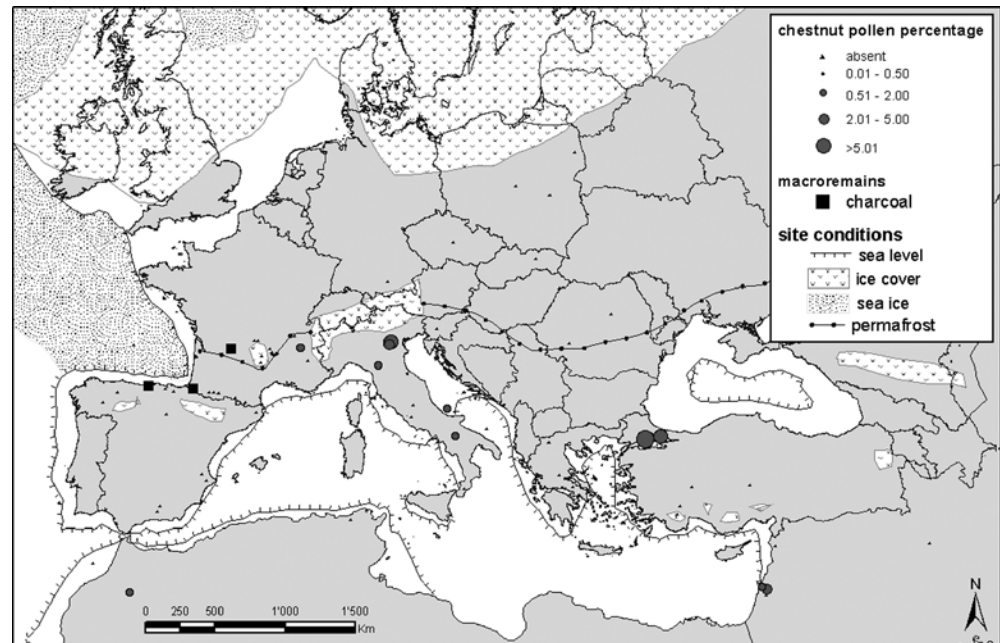 chestnut pollen percentage
absent
0.01 - 0.50
0.51 - 2.00
2.01 - 5.00
>5.01
macroremains
charcoal
site conditions
sea level
ice cover
sea ice
permafrost
N
0 250 500 1'000 1'500
Km